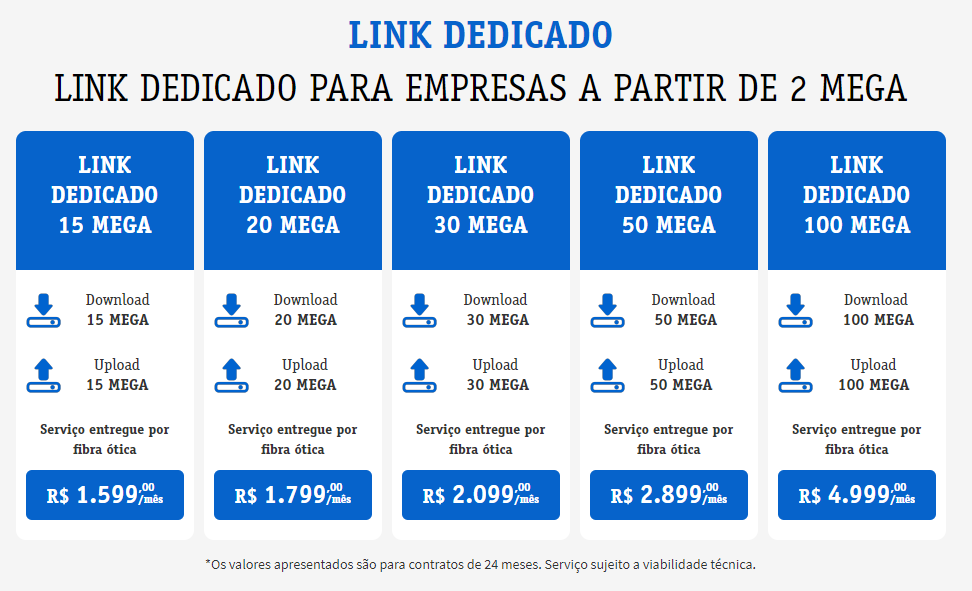 LINK DEDICADO
LINK DEDICADO PARA EMPRESAS A PARTIR DE 2 MEGA
LINK
DEDICADO
15 MEGA
Download
15 MEGA
Upload
15 MEGA
Serviço entregue por
fibra ótica
R$ 1.599,00/mês
LINK
DEDICADO
20 MEGA
Download
20 MEGA
Upload
20 MEGA
Serviço entregue por
fibra ótica
R$ 1.799,00/mês
LINK
DEDICADO
30 MEGA
Download
30 MEGA
Upload
30 MEGA
Serviço entregue por
fibra ótica
R$ 2.099,00/mês
LINK
DEDICADO
50 MEGA
Download
50 MEGA
Upload
50 MEGA
Serviço entregue por
fibra ótica
R$ 2.899,00/mês
LINK
DEDICADO
100 MEGA
Download
100 MEGA
Upload
100 MEGA
Serviço entregue por
fibra ótica
R$ 4.999,00/mês
*Os valores apresentados são para contratos de 24 meses. Serviço sujeito a viabilidade técnica.